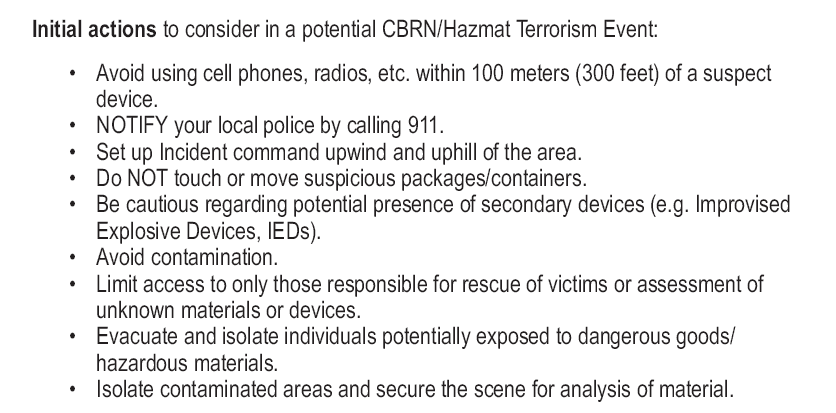 Initial actions to consider in a potential CBRN/Hazmat Terrorism Event:
• Avoid using cell phones, radios, etc. within 100 meters (300 feet) of a suspect
device.
• NOTIFY your local police by calling 911.
• Set up Incident command upwind and uphill of the area.
• Do NOT touch or move suspicious packages/containers.
• Be cautious regarding potential presence of secondary devices (e.g. Improvised
Explosive Devices, IEDs).
• Avoid contamination.
• Limit access to only those responsible for rescue of victims or assessment of
unknown materials or devices.
• Evacuate and isolate individuals potentially exposed to dangerous goods/
hazardous materials.
• Isolate contaminated areas and secure the scene for analysis of material.